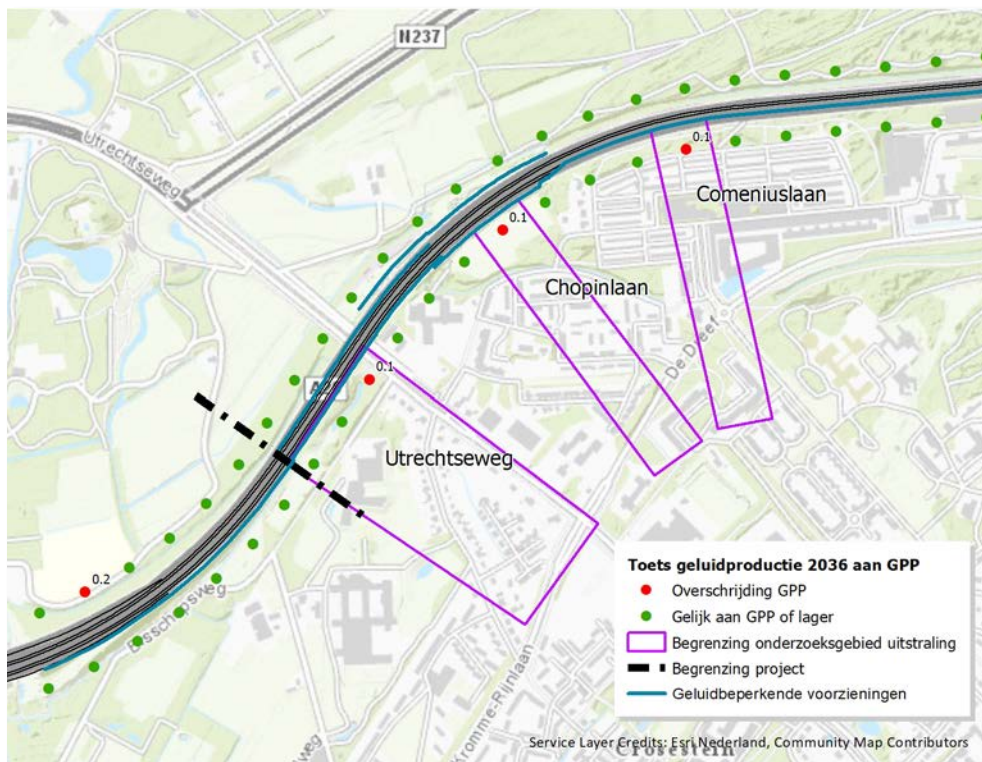 N237
Utrechtseweg
0.1
Comeniuslaan
0.1
Chopinlaan
De Dreef
0.1
Utrechtseweg
0.2
Bisschopsweg
Kromme-Rijnlaan
Toets geluidproductie 2036 aan GPP
Overschrijding GPP
Gelijk aan GPP of lager
Begrenzing onderzoeksgebied uitstraling
Begrenzing project
Geluidbeperkende voorzieningen
Service Layer Credits: Esri Nederland, Community Map Contributors